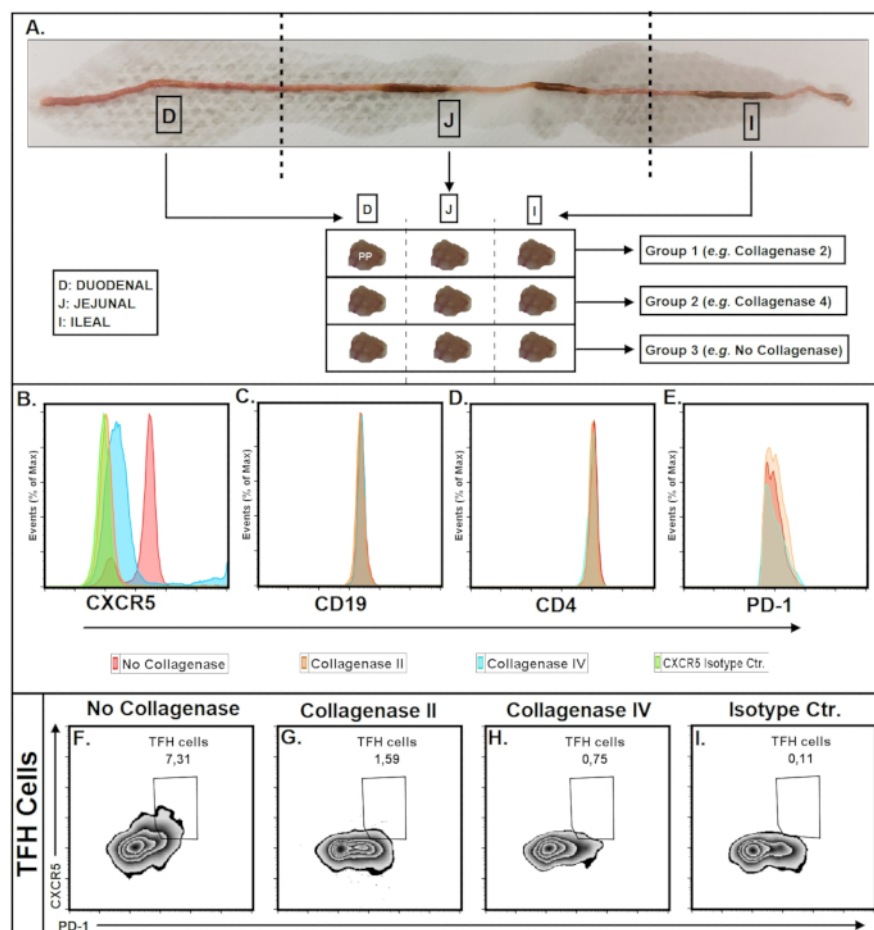 A.
D
J
I
D
J
I
PP
Group 1 (e.g. Collagenase 2)
D: DUODENAL
J: JEJUNAL
I: ILEAL
Group 2 (e.g. Collagenase 4)
Group 3 (e.g. No Collagenase)
B.
C.
D.
E.
Events (% of Max)
Events (% of Max)
Events (% of Max)
Events (% of Max)
CXCR5
CD19
CD4
PD-1
No Collagenase
Collagenase II
Collagenase IV
CXCR5 Isotype Ctr.
TFH Cells
No Collagenase
Collagenase II
Collagenase IV
Isotype Ctr.
F.
TFH cells
7,31
G.
TFH cells
1,59
H.
TFH cells
0,75
I.
TFH cells
0,11
CXCR5
PD-1